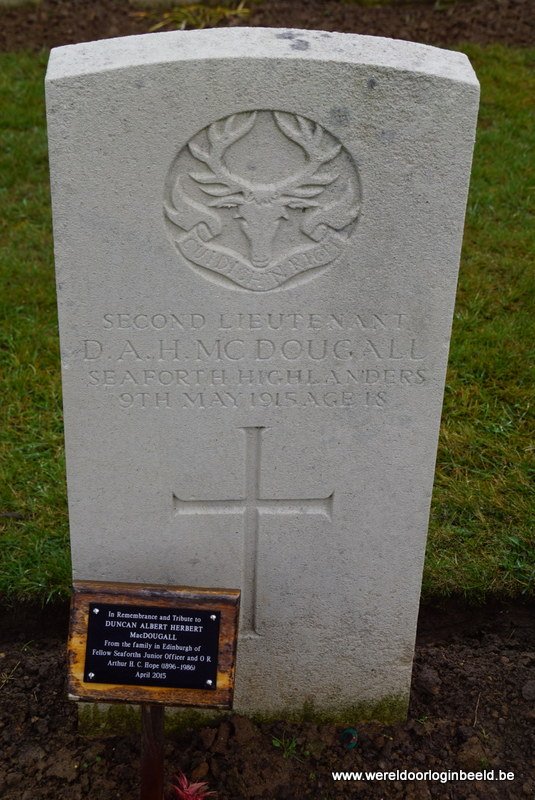 CUIDICH'N RIGH
SECOND LIEUTENANT
D. A. H. MC DOUGALL
SEAFORTH HIGHLANDERS
9TH MAY 1915 AGE 18
In Remembrance and Tribute to
DUNCAN ALBERT HERBERT
MacDOUGALL
From the family in Edinburgh of
Fellow Seaforths Junior Officer and O R
Arthur H. C. Hope (1896-1986)
April 2015
www.wereldoorloginbeeld.be